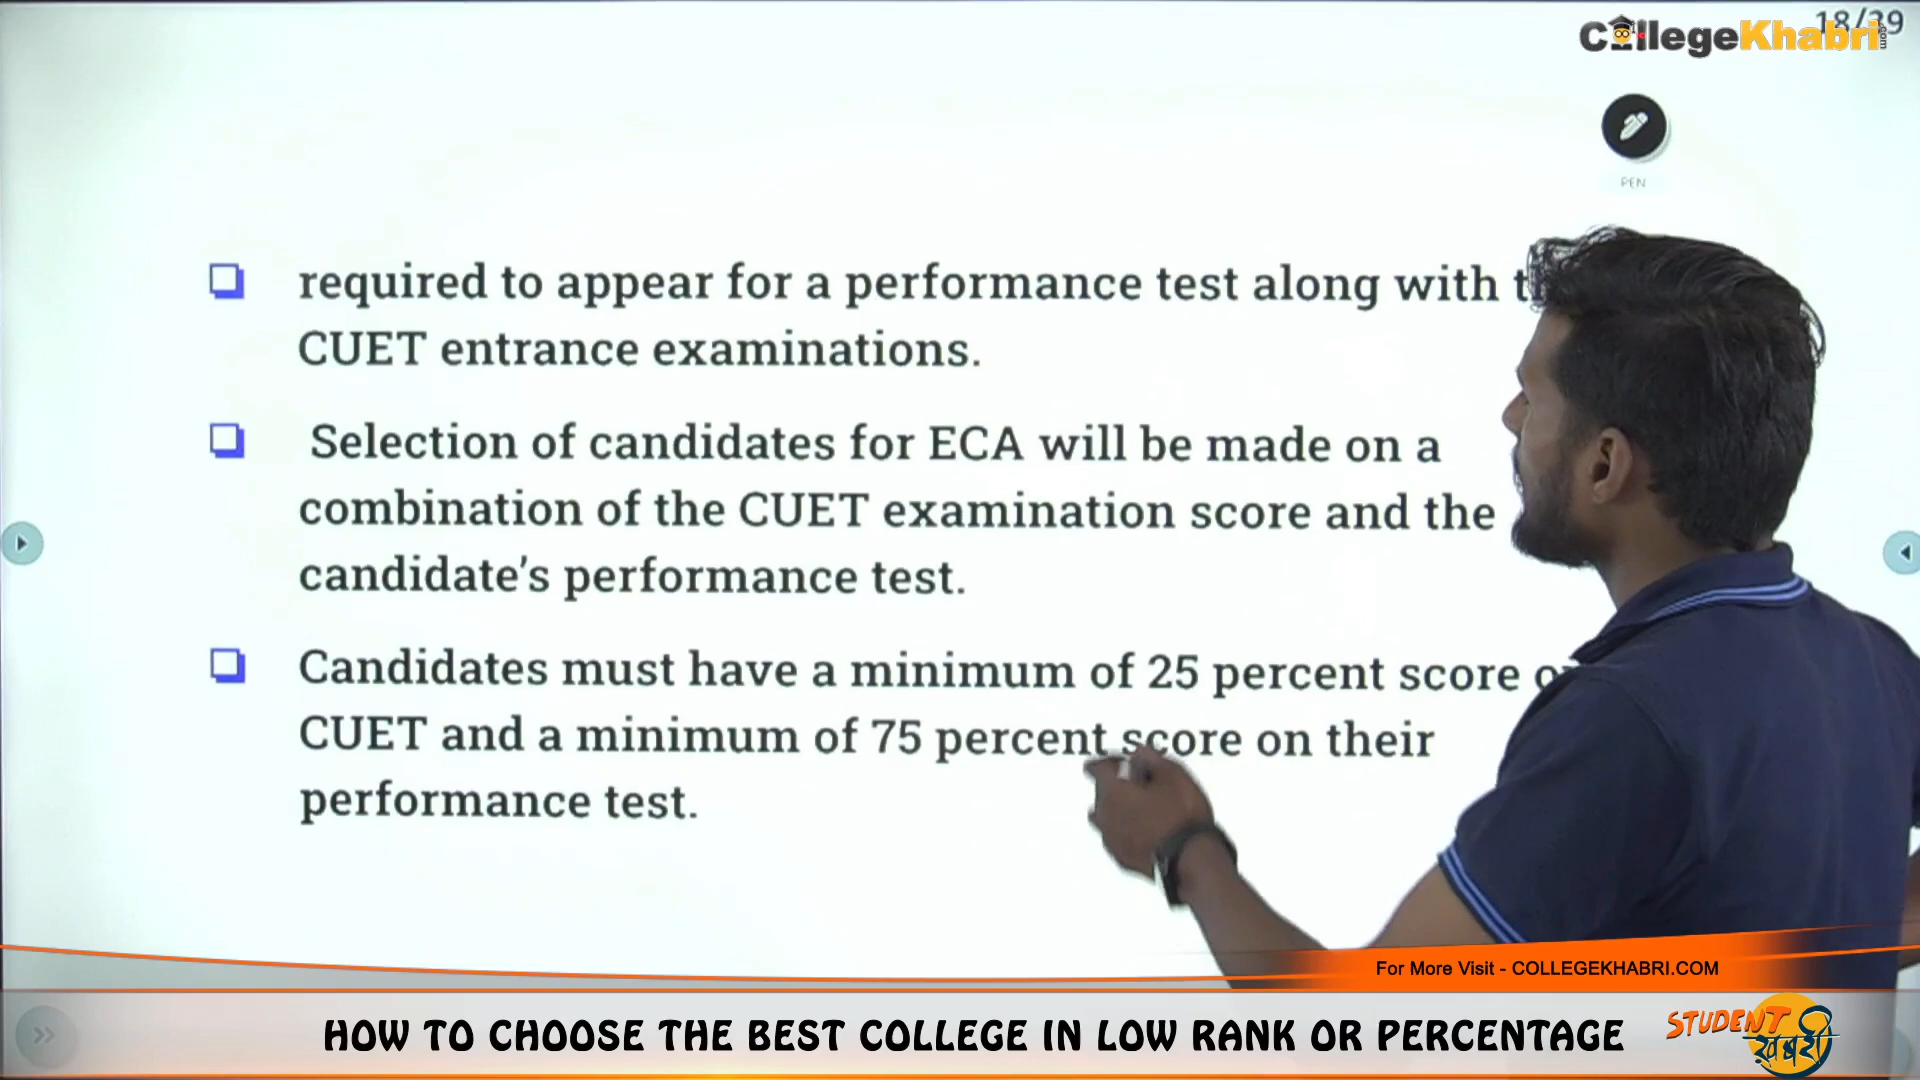 18/39
CollegeKhabri.com
PEN
required to appear for a performance test along with
CUET entrance examinations.
Selection of candidates for ECA will be made on a
combination of the CUET examination score and the
candidate's performance test.
Candidates must have a minimum of 25 percent score
CUET and a minimum of 75 percent score on their
performance test.
For More Visit - COLLEGEKHABRI.COM
HOW TO CHOOSE THE BEST COLLEGE IN LOW RANK OR PERCENTAGE
STUDENT
ख़बरी